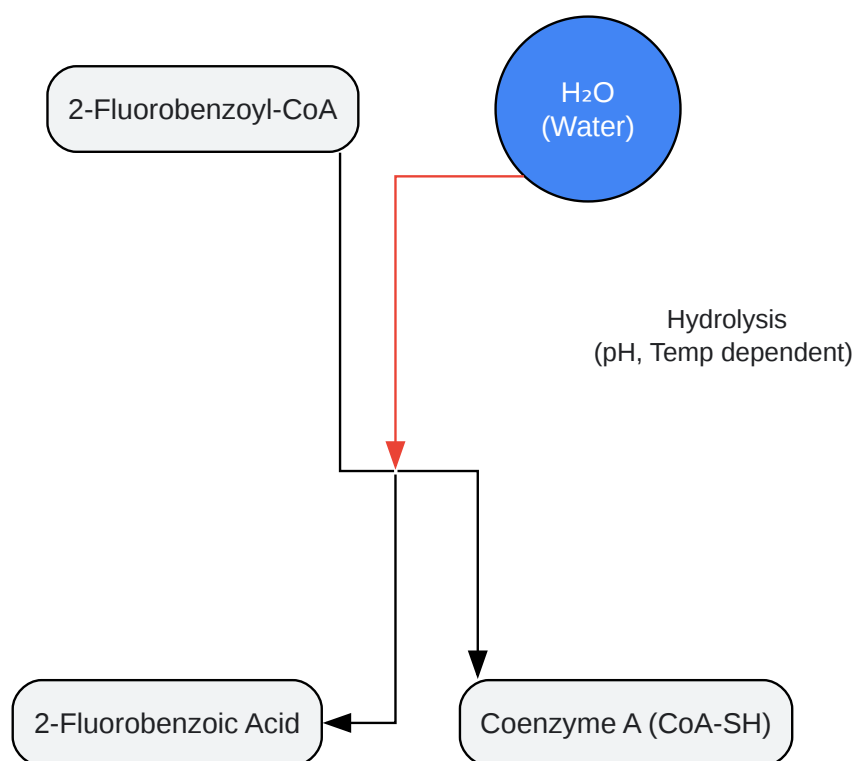 2-Fluorobenzoyl-CoA
H₂O
(Water)
Hydrolysis
(pH, Temp dependent)
2-Fluorobenzoic Acid
Coenzyme A (CoA-SH)